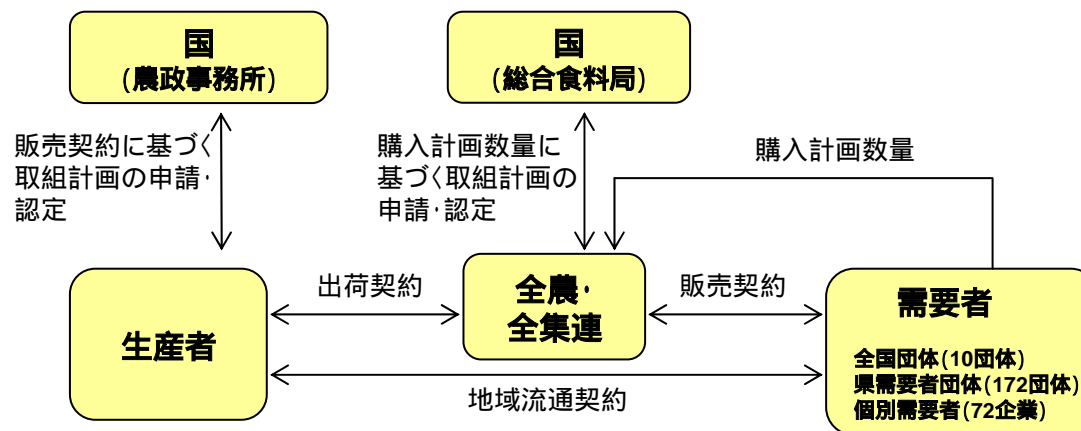 国
(農政事務所)
国
(総合食料局)
販売契約に基づく
取組計画の申請・
認定
購入計画数量に
基づく取組計画の
申請・認定
購入計画数量
生産者
出荷契約
全農・
全集連
販売契約
需要者
全国団体(10団体)
県需要者団体(172団体)
個別需要者(72企業)
地域流通契約